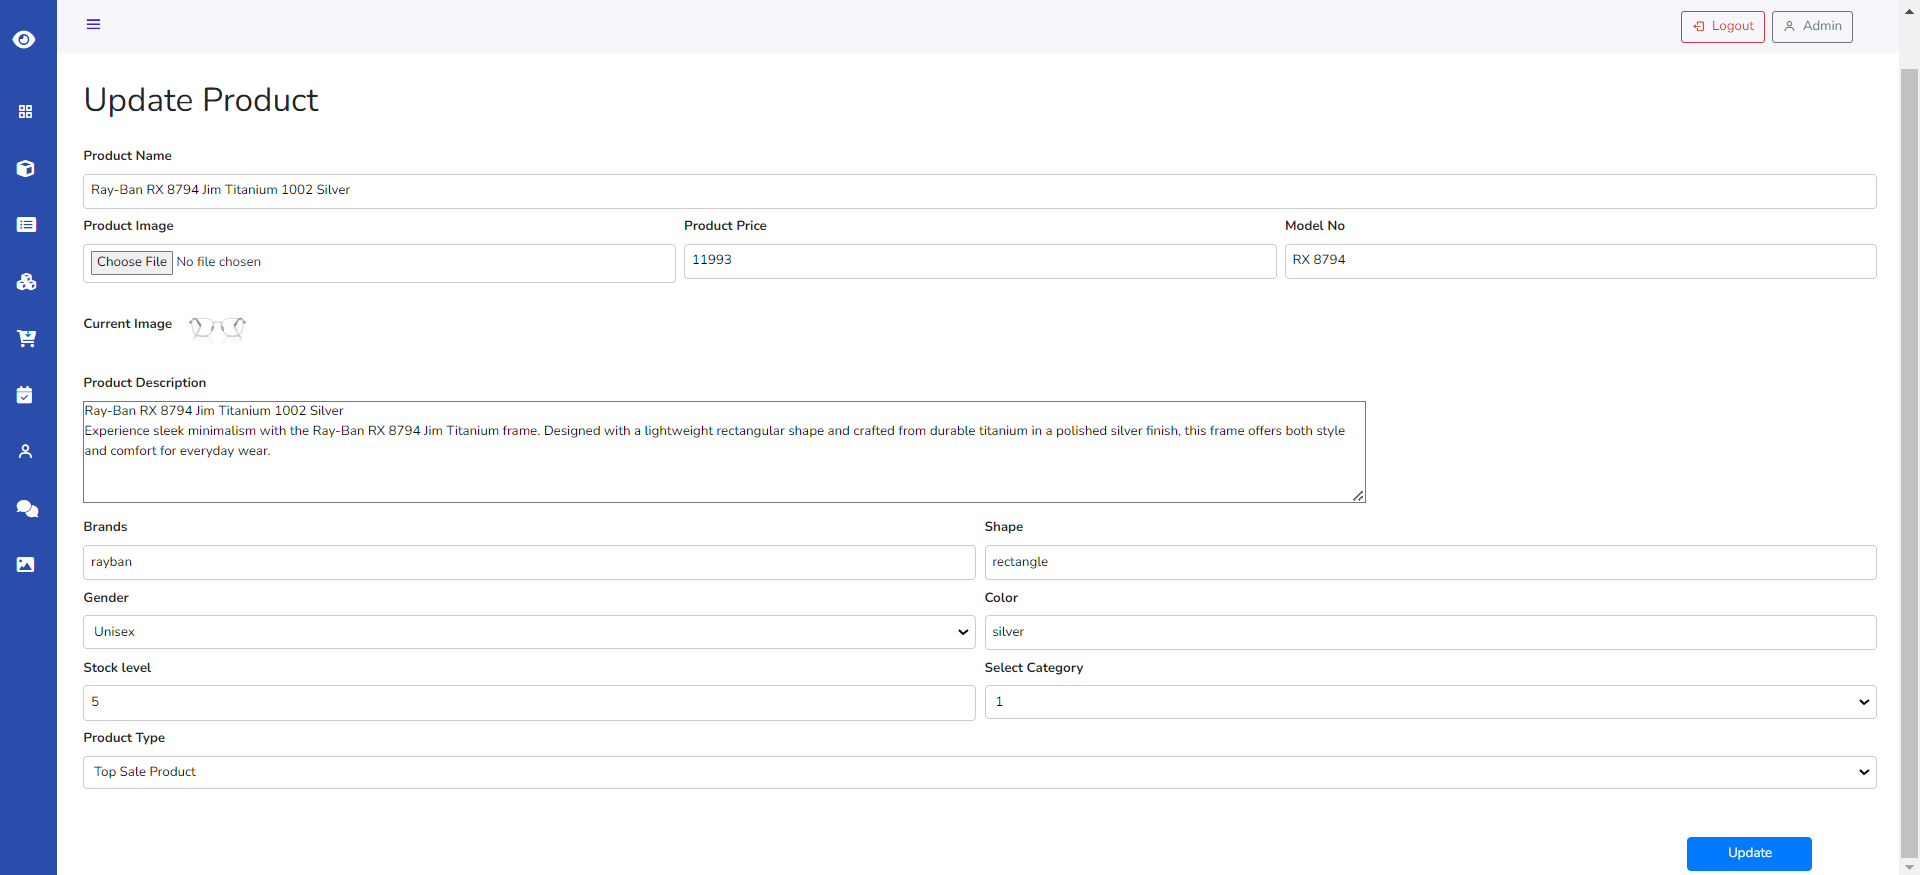 Logout
Admin
Update Product
Product Name
Ray-Ban RX 8794 Jim Titanium 1002 Silver
Product Image
Product Price
Model No
Choose File No file chosen
11993
RX 8794
Current Image
Product Description
Ray-Ban RX 8794 Jim Titanium 1002 Silver
Experience sleek minimalism with the Ray-Ban RX 8794 Jim Titanium frame. Designed with a lightweight rectangular shape and crafted from durable titanium in a polished silver finish, this frame offers both style
and comfort for everyday wear.
Brands
Shape
rayban
rectangle
Gender
Color
Unisex
silver
Stock level
Select Category
5
1
Product Type
Top Sale Product
Update